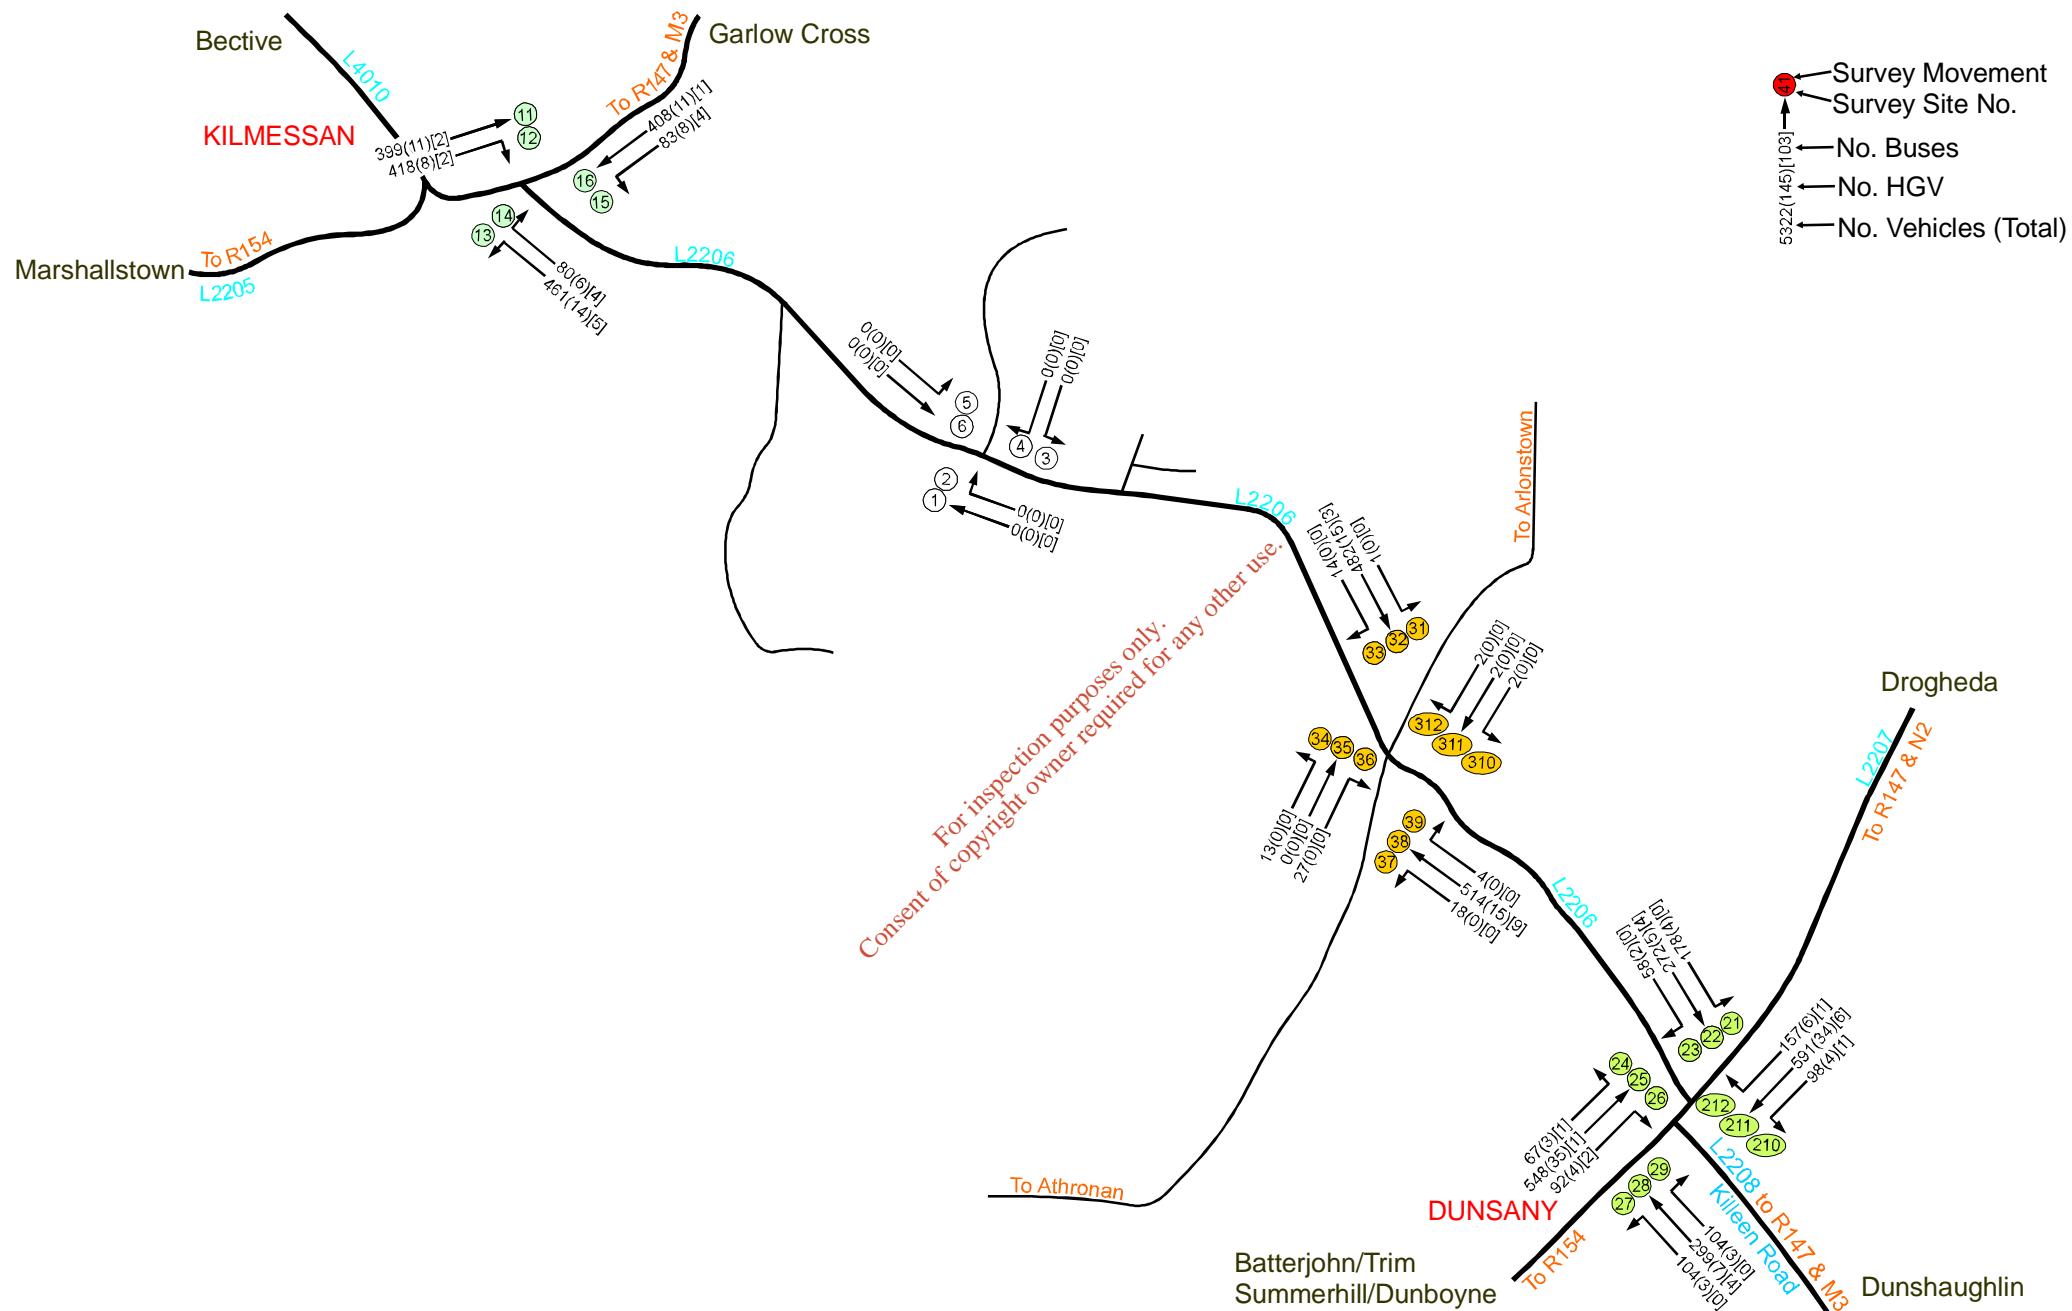 Bective
L4010
To R147 & M3
Garlow Cross
KILMESSAN
399(11)[2]
418(8)[2]
11
12
408(11)[1]
83(8)[4]
16
15
14
13
80(6)[4]
461(14)[5]
Marshallstown
To R154
L2205
L2206
Survey Movement
41
Survey Site No.
5322(145)[103]
No. Buses
No. HGV
No. Vehicles (Total)
0(0)[0]
0(0)[0]
5
6
0(0)[0]
0(0)[0]
4
3
2
1
0(0)[0]
0(0)[0]
L2206
To Arlonstown
14(0)[0]
482(15)[3]
1(0)[0]
33
32
31
2(0)[0]
2(0)[0]
2(0)[0]
312
311
310
34
35
36
13(0)[0]
0(0)[0]
27(0)[0]
39
38
37
4(0)[0]
514(15)[9]
18(0)[0]
For inspection purposes only.
Consent of copyright owner required for any other use.
L2206
Drogheda
L2207
To R147 & N2
58(2)[0]
272(5)[4]
178(4)[0]
23
22
21
157(6)[1]
591(34)[6]
98(4)[1]
212
211
210
24
25
26
67(3)[1]
548(35)[1]
92(4)[2]
29
28
27
104(3)[0]
299(7)[4]
104(3)[0]
L2208 to R147 & M3
Killeen Road
To Athronan
DUNSANY
To R154
Batterjohn/Trim
Summerhill/Dunboyne
Dunshaughlin